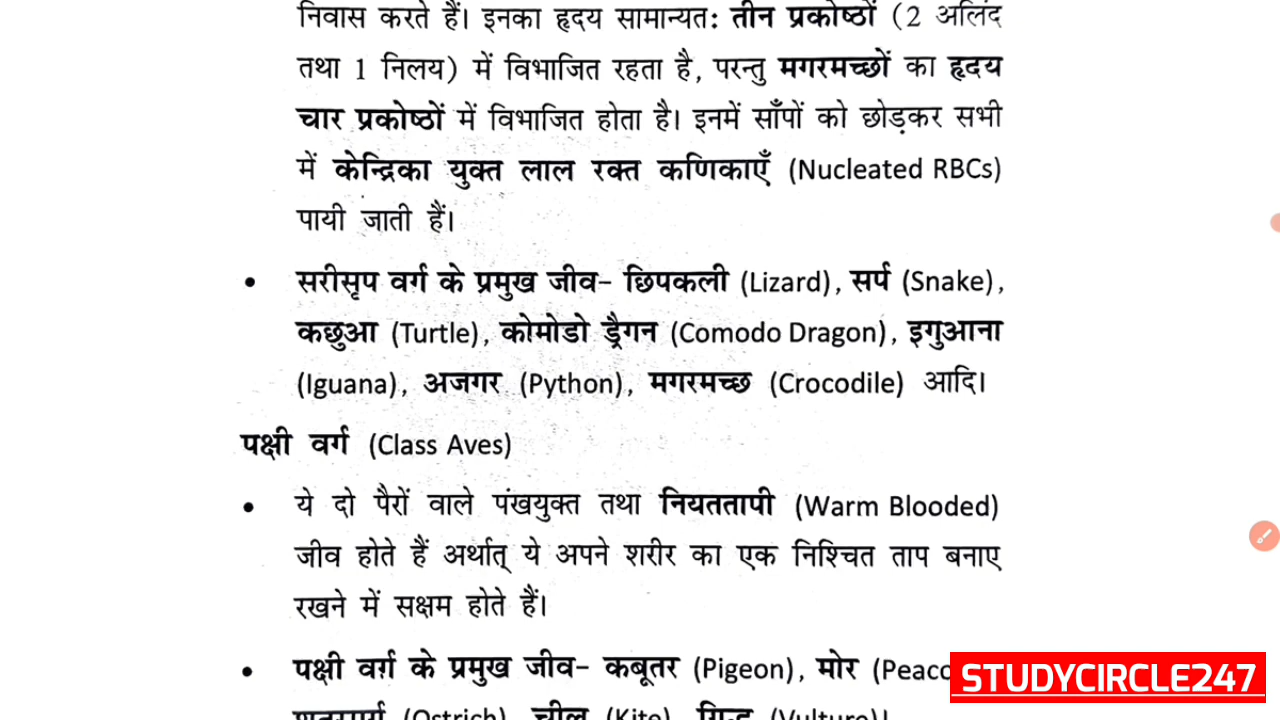 निवास करते हैं। इनका हृदय सामान्यत: तीन प्रकोष्ठों (2 अलिंद
तथा 1 निलय) में विभाजित रहता है, परन्तु मगरमच्छों का हृदय
चार प्रकोष्ठों में विभाजित होता है। इनमें साँपों को छोड़कर सभी
में केन्द्रिका युक्त लाल रक्त कणिकाएँ (Nucleated RBCs)
पायी जाती हैं।
• सरीसृप वर्ग के प्रमुख जीव– छिपकली (Lizard), सर्प (Snake),
कछुआ (Turtle), कोमोडो ड्रैगन (Comodo Dragon), इगुआना
(Iguana), अजगर (Python), मगरमच्छ (Crocodile) आदि।
पक्षी वर्ग (Class Aves)
• ये दो पैरों वाले पंखयुक्त तथा नियततापी (Warm Blooded)
जीव होते हैं अर्थात् ये अपने शरीर का एक निश्चित ताप बनाए
रखने में सक्षम होते हैं।
• पक्षी वर्ग़ के प्रमुख जीव– कबूतर (Pigeon), मोर
STUDYCIRCLE247
(Ostrich), चील (Kite), गिद्ध (Vulture)।